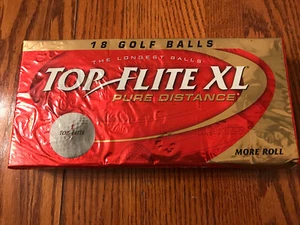 18 GOLF BALLS
THE LONGEST BALLS
TOP-FLITE XL
PURE DISTANCE
TOP-FLITE
MORE ROLL